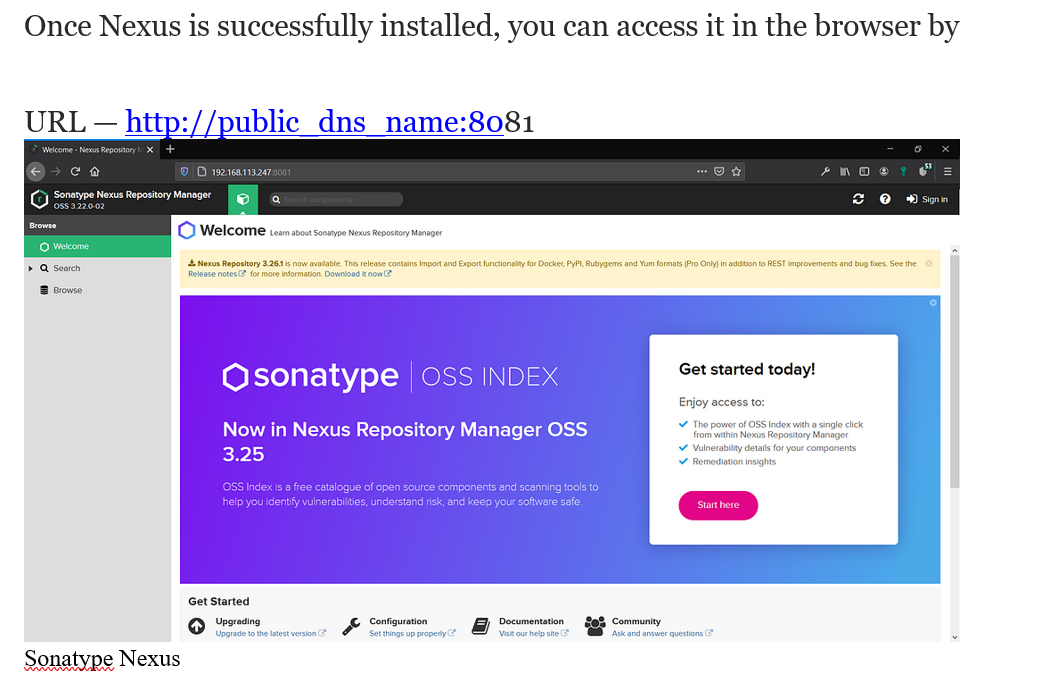 Once Nexus is successfully installed, you can access it in the browser by
URL — http://public_dns_name:8081
Welcome - Nexus Repository M
192.168.113.247:8081
53
Sonatype Nexus Repository Manager
OSS 3.22.0-02
Search components
Sign in
Browse
Welcome
Search
Browse
Welcome Learn about Sonatype Nexus Repository Manager
Nexus Repository 3.26.1 is now available. This release contains Import and Export functionality for Docker, PyPI, Rubygems and Yum formats (Pro Only) in addition to REST improvements and bug fixes. See the
Release notes for more information. Download it now
sonatype | OSS INDEX
Now in Nexus Repository Manager OSS
3.25
OSS Index is a free catalogue of open source components and scanning tools to
help you identify vulnerabilities, understand risk, and keep your software safe.
Get started today!
Enjoy access to:
The power of OSS Index with a single click
from within Nexus Repository Manager
Vulnerability details for your components
Remediation insights
Start here
Get Started
Upgrading
Upgrade to the latest version
Configuration
Set things up properly
Documentation
Visit our help site
Community
Ask and answer questions
Sonatype Nexus